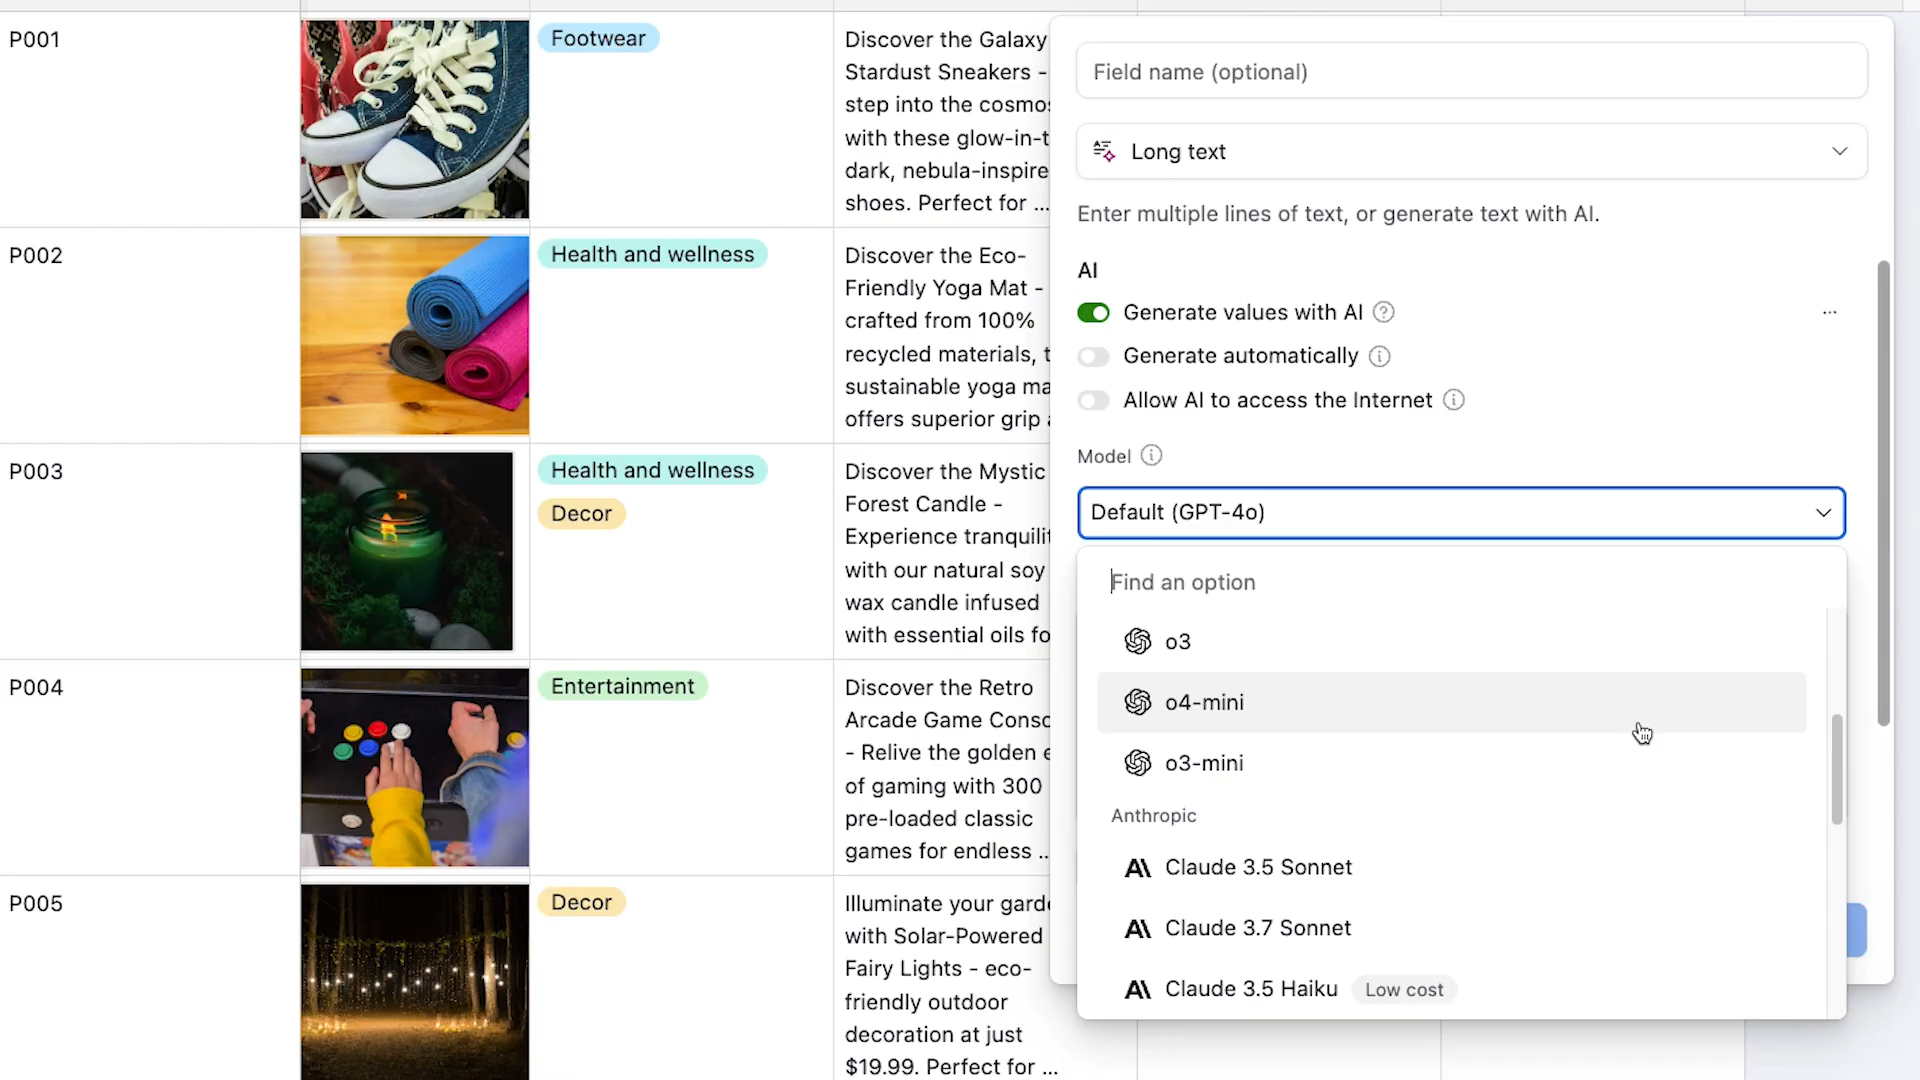 P001
Footwear
Discover the Galaxy
Stardust Sneakers -
step into the cosmos
with these glow-in-t
dark, nebula-inspire
shoes. Perfect for ...
P002
Health and wellness
Discover the Eco-
Friendly Yoga Mat -
crafted from 100%
recycled materials, t
sustainable yoga ma
offers superior grip a
P003
Health and wellness
Decor
Discover the Mystic
Forest Candle -
Experience tranquilit
with our natural soy
wax candle infused
with essential oils fo
P004
Entertainment
Discover the Retro
Arcade Game Conso
- Relive the golden e
of gaming with 300
pre-loaded classic
games for endless ...
P005
Decor
Illuminate your garde
with Solar-Powered
Fairy Lights - eco-
friendly outdoor
decoration at just
$19.99. Perfect for ...
Field name (optional)
Long text
Enter multiple lines of text, or generate text with AI.
AI
Generate values with AI
Generate automatically
Allow AI to access the Internet
Model
Default (GPT-4o)
Find an option
o3
o4-mini
o3-mini
Anthropic
Claude 3.5 Sonnet
Claude 3.7 Sonnet
Claude 3.5 Haiku Low cost